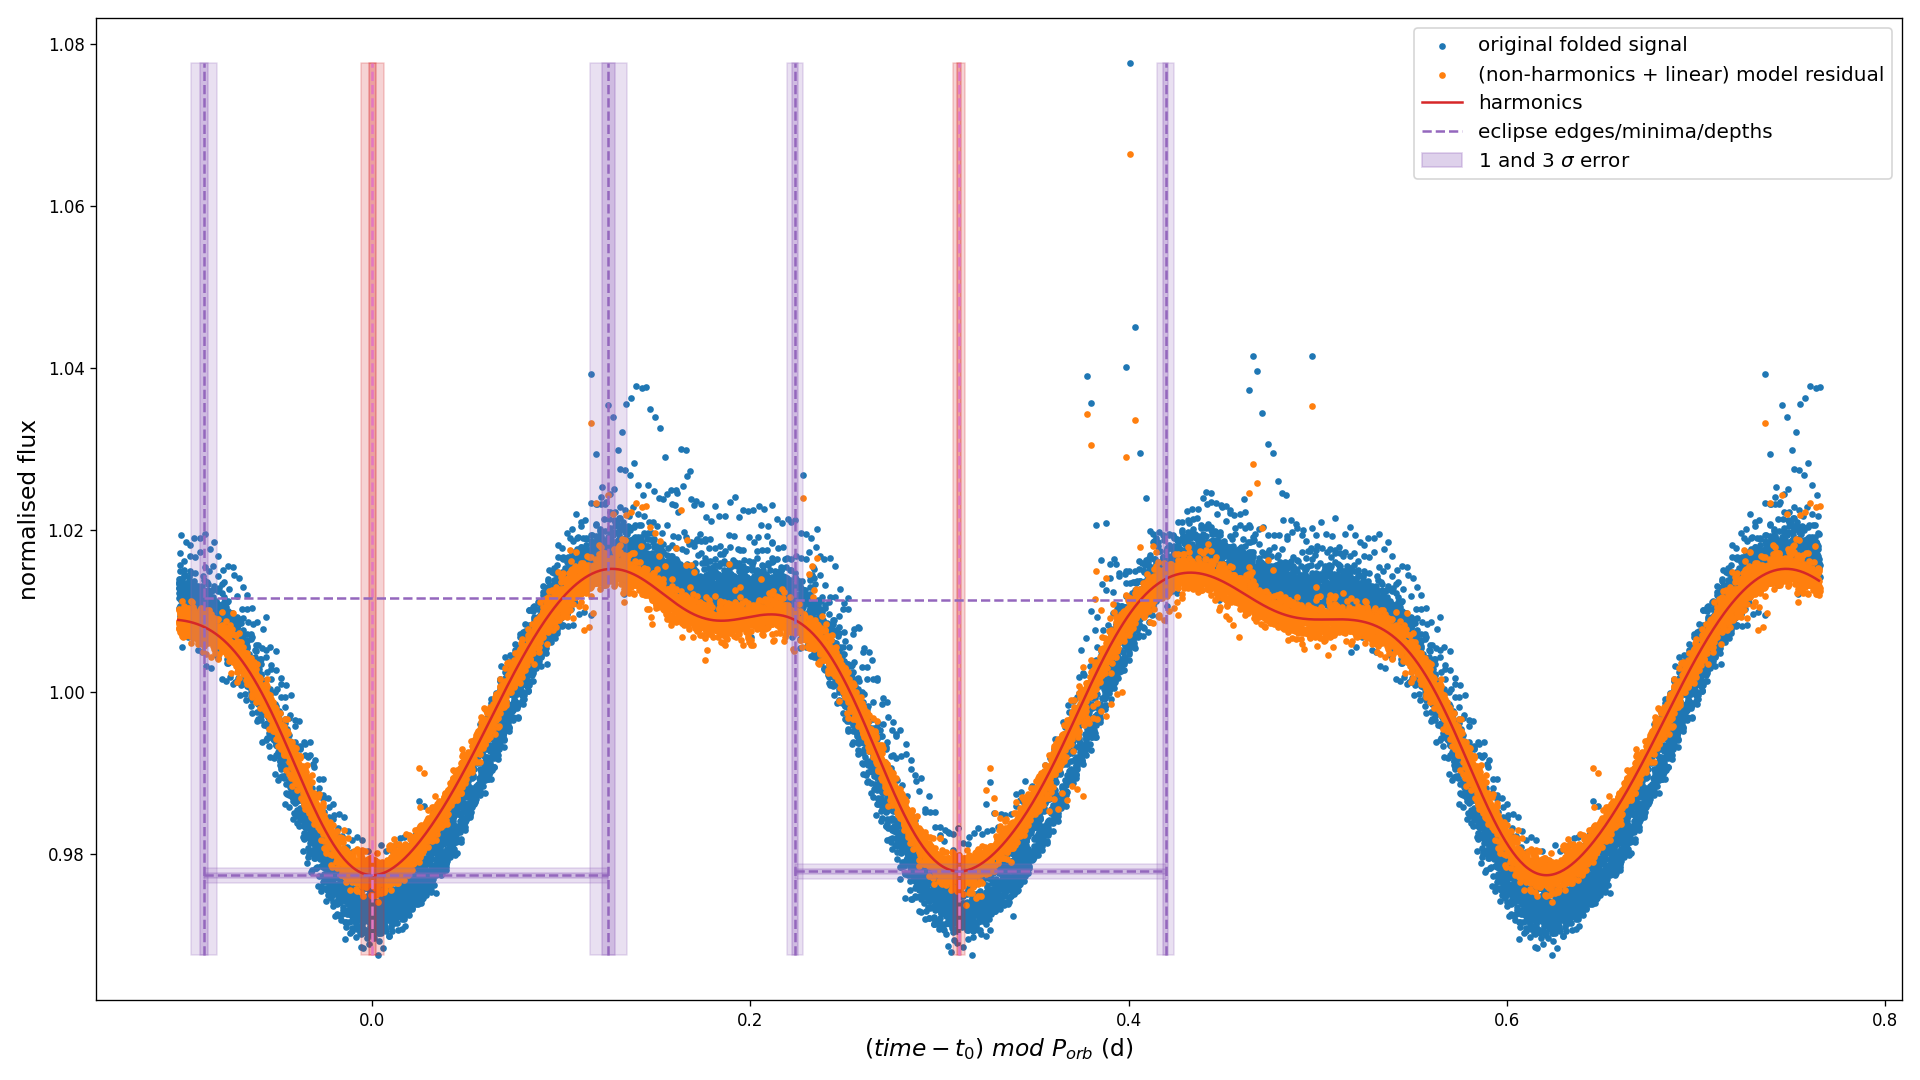 original folded signal
(non-harmonics + linear) model residual
harmonics
eclipse edges/minima/depths
1 and 3 σ error
normalised flux
1.08
1.06
1.04
1.02
1.00
0.98
0.0 0.2 0.4 0.6 0.8
(time − t₀) mod P_orb (d)